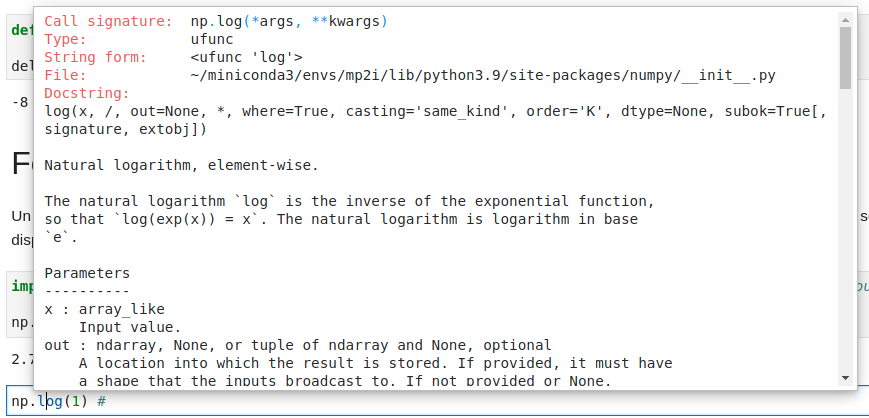 Call signature:  np.log(*args, **kwargs)
Type:            ufunc
String form:     <ufunc 'log'>
File:            ~/miniconda3/envs/mp2i/lib/python3.9/site-packages/numpy/__init__.py
Docstring:
log(x, /, out=None, *, where=True, casting='same_kind', order='K', dtype=None, subok=True[,
signature, extobj])
Natural logarithm, element-wise.
The natural logarithm `log` is the inverse of the exponential function,
so that `log(exp(x)) = x`. The natural logarithm is logarithm in base
`e`.
Parameters
----------
x : array_like
    Input value.
out : ndarray, None, or tuple of ndarray and None, optional
    A location into which the result is stored. If provided, it must have
    a shape that the inputs broadcast to. If not provided or None,
def
-8
Un
np.
2.7
np.log(1) #